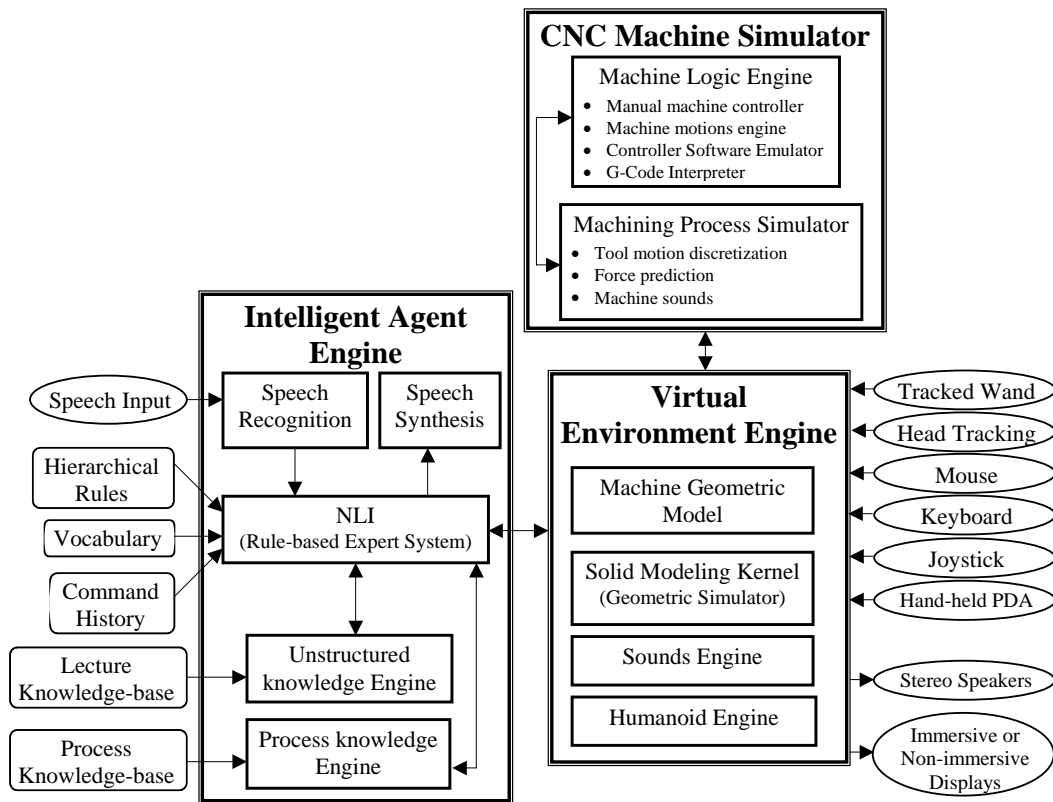 CNC Machine Simulator
Machine Logic Engine
• Manual machine controller
• Machine motions engine
• Controller Software Emulator
• G-Code Interpreter
Machining Process Simulator
• Tool motion discretization
• Force prediction
• Machine sounds
Intelligent Agent
Engine
Speech
Recognition
Speech
Synthesis
NLI
(Rule-based Expert System)
Unstructured
knowledge Engine
Process knowledge
Engine
Speech Input
Hierarchical
Rules
Vocabulary
Command
History
Lecture
Knowledge-base
Process
Knowledge-base
Virtual
Environment Engine
Machine Geometric
Model
Solid Modeling Kernel
(Geometric Simulator)
Sounds Engine
Humanoid Engine
Tracked Wand
Head Tracking
Mouse
Keyboard
Joystick
Hand-held PDA
Stereo Speakers
Immersive or
Non-immersive
Displays